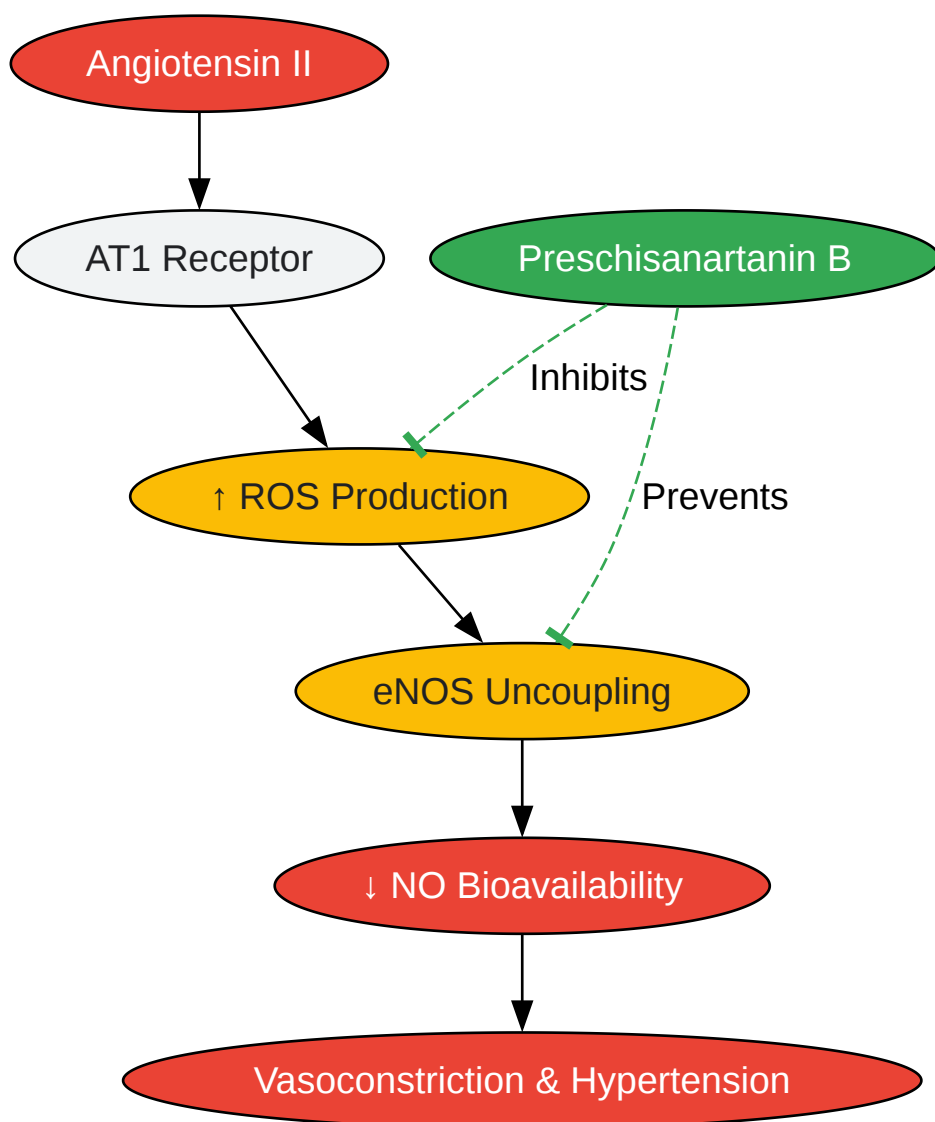 Angiotensin II
AT1 Receptor
Preschisanartanin B
Inhibits
↑ ROS Production
Prevents
eNOS Uncoupling
↓ NO Bioavailability
Vasoconstriction & Hypertension